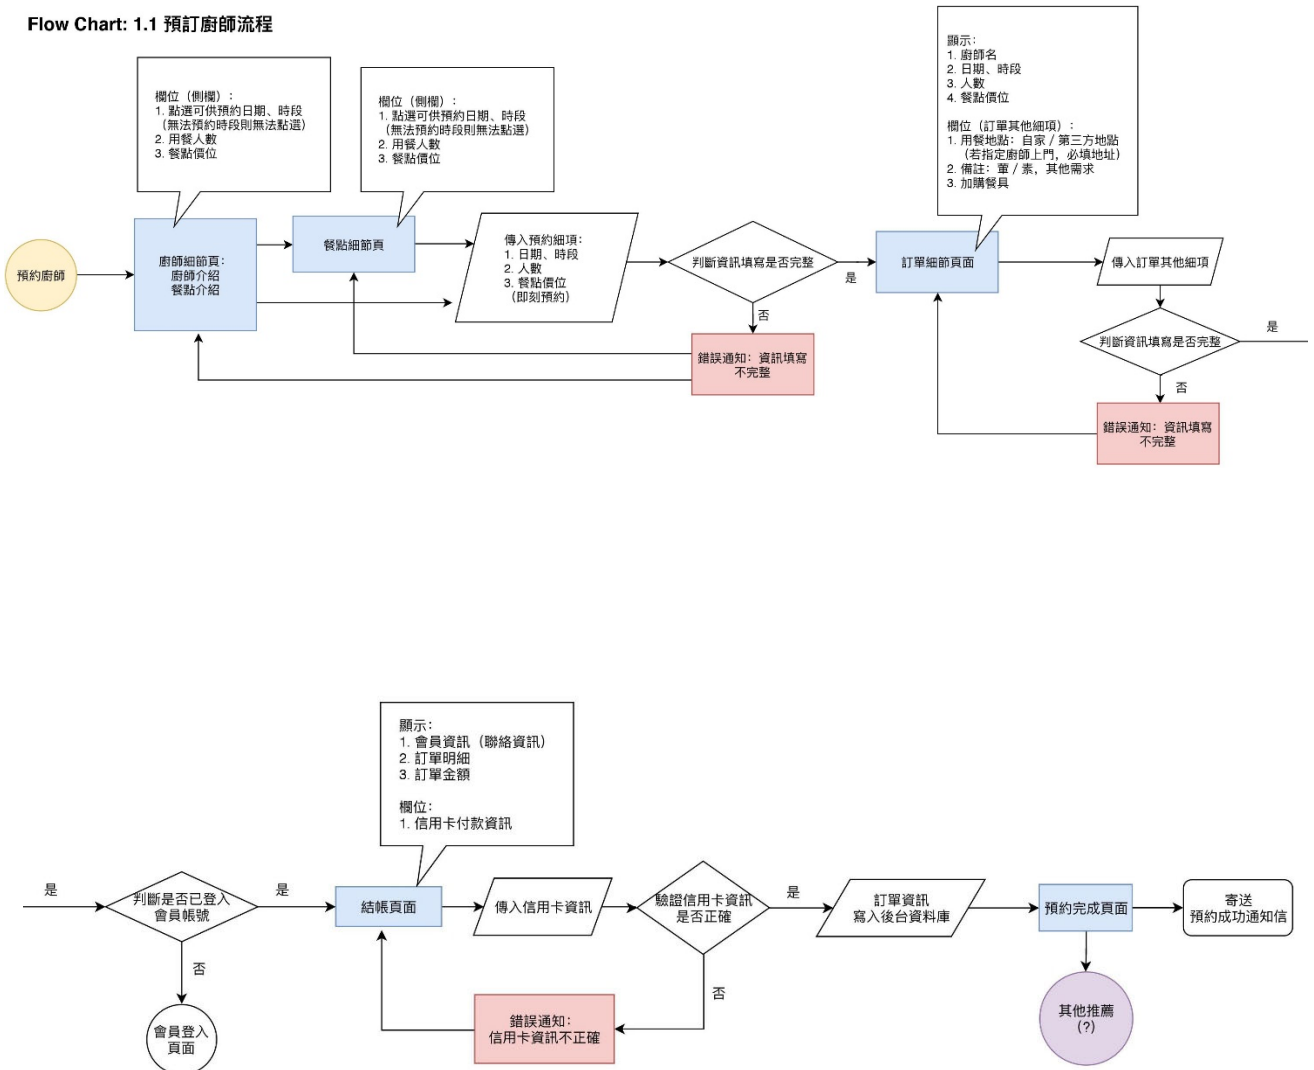 Flow Chart: 1.1 預訂廚師流程
欄位（側欄）：
1. 點選可供預約日期、時段
（無法預約時段則無法點選）
2. 用餐人數
3. 餐點價位
欄位（側欄）：
1. 點選可供預約日期、時段
（無法預約時段則無法點選）
2. 用餐人數
3. 餐點價位
顯示：
1. 廚師名
2. 日期、時段
3. 人數
4. 餐點價位
欄位（訂單其他細項）：
1. 用餐地點：自家／第三方地點
（若指定廚師上門，必填地址）
2. 備註：葷／素，其他需求
3. 加購餐具
預約廚師
廚師細節頁：
廚師介紹
餐點介紹
餐點細節頁
傳入預約細項：
1. 日期、時段
2. 人數
3. 餐點價位
（即刻預約）
判斷資訊填寫是否完整
是
否
錯誤通知：資訊填寫
不完整
訂單細節頁面
傳入訂單其他細項
判斷資訊填寫是否完整
是
否
錯誤通知：資訊填寫
不完整
是
判斷是否已登入
會員帳號
是
否
會員登入
頁面
顯示：
1. 會員資訊（聯絡資訊）
2. 訂單明細
3. 訂單金額
欄位：
1. 信用卡付款資訊
結帳頁面
傳入信用卡資訊
驗證信用卡資訊
是否正確
是
否
錯誤通知：
信用卡資訊不正確
訂單資訊
寫入後台資料庫
預約完成頁面
寄送
預約成功通知信
其他推薦
(?)